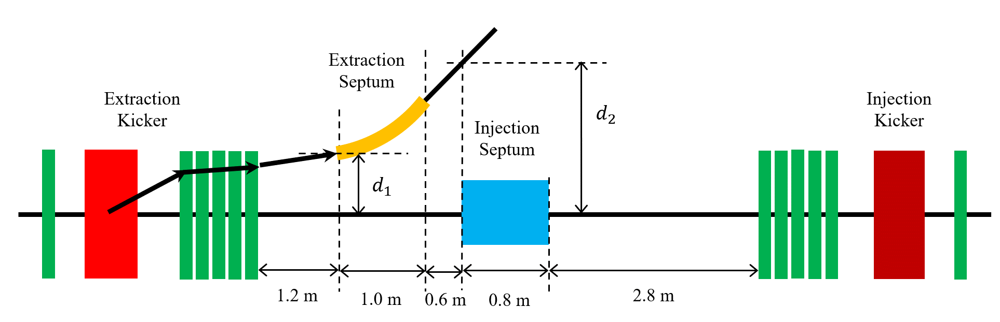 Extraction
Septum
Extraction
Kicker
Injection
Kicker
d₂
Injection
Septum
d₁
1.2 m
1.0 m
0.6 m
0.8 m
2.8 m